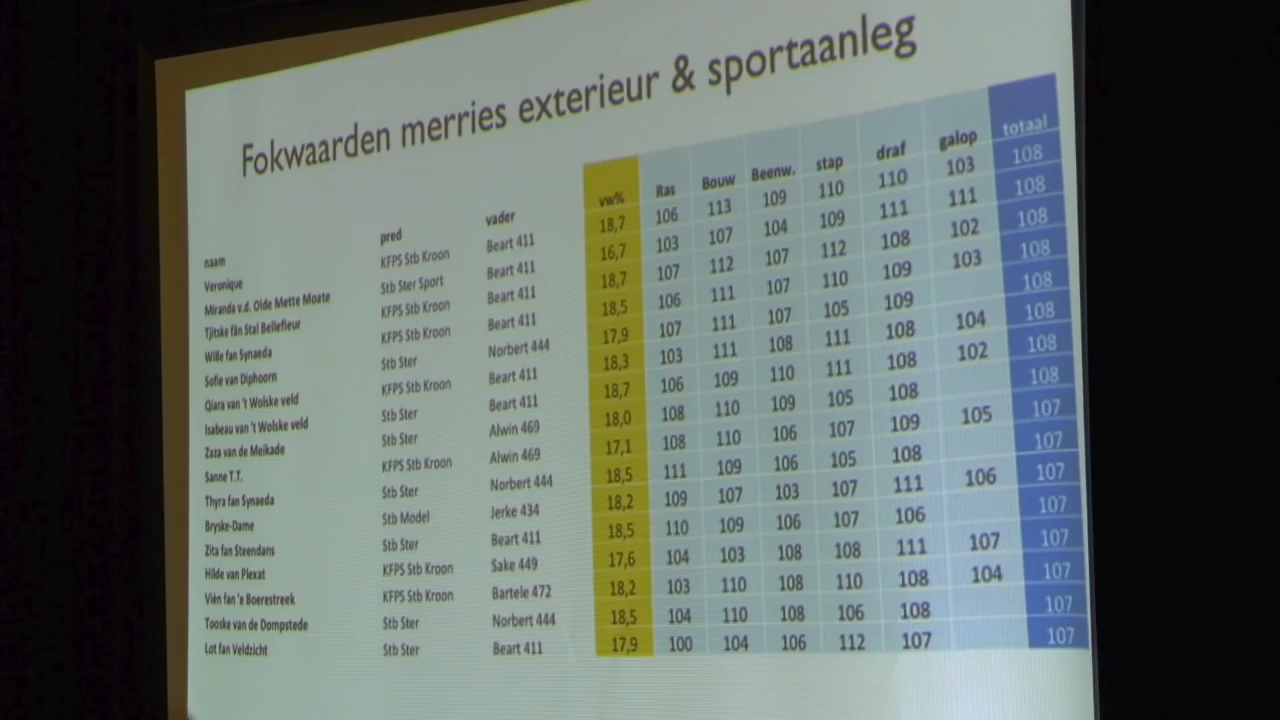 Fokwaarden merries exterieur & sportaanleg
naam pred vader vw% Ras Bouw Beenw. stap draf galop totaal
Veronique KFPS Stb Kroon Beart 411 18,7 106 113 109 110 110 103 108
Miranda v.d. Olde Mette Moate Stb Ster Sport Beart 411 16,7 103 107 104 109 111 111 108
Tjitske fan Stal Bellefleur KFPS Stb Kroon Beart 411 18,7 107 112 107 112 108 102 108
Wille fan Synaeda KFPS Stb Kroon Beart 411 18,5 106 111 107 110 109 103 108
Sofie van Diphoorn Stb Ster Norbert 444 17,9 107 111 107 105 109 108
Qiara van 't Wolske veld KFPS Stb Kroon Beart 411 18,3 103 111 108 111 108 104 108
Isabeau van 't Wolske veld Stb Ster Beart 411 18,7 106 109 110 111 108 102 108
Zaza van de Meikade Stb Ster Alwin 469 18,0 108 110 109 105 108 108
Sanne T.T. KFPS Stb Kroon Alwin 469 17,1 108 110 106 107 109 105 107
Thyra fan Synaeda Stb Ster Norbert 444 18,5 111 109 106 105 108 107
Bryske-Dame Stb Model Jerke 434 18,2 109 107 103 107 111 106 107
Zita fan Steendans Stb Ster Beart 411 18,5 110 109 106 107 106 107
Hilde van Plexat KFPS Stb Kroon Sake 449 17,6 104 103 108 108 111 107 107
Viën fan 'e Boerestreek KFPS Stb Kroon Bartele 472 18,2 103 110 108 110 108 104 107
Tooske van de Dompstede Stb Ster Norbert 444 18,5 104 110 108 106 108 107
Lot fan Veldzicht Stb Ster Beart 411 17,9 100 104 106 112 107 107